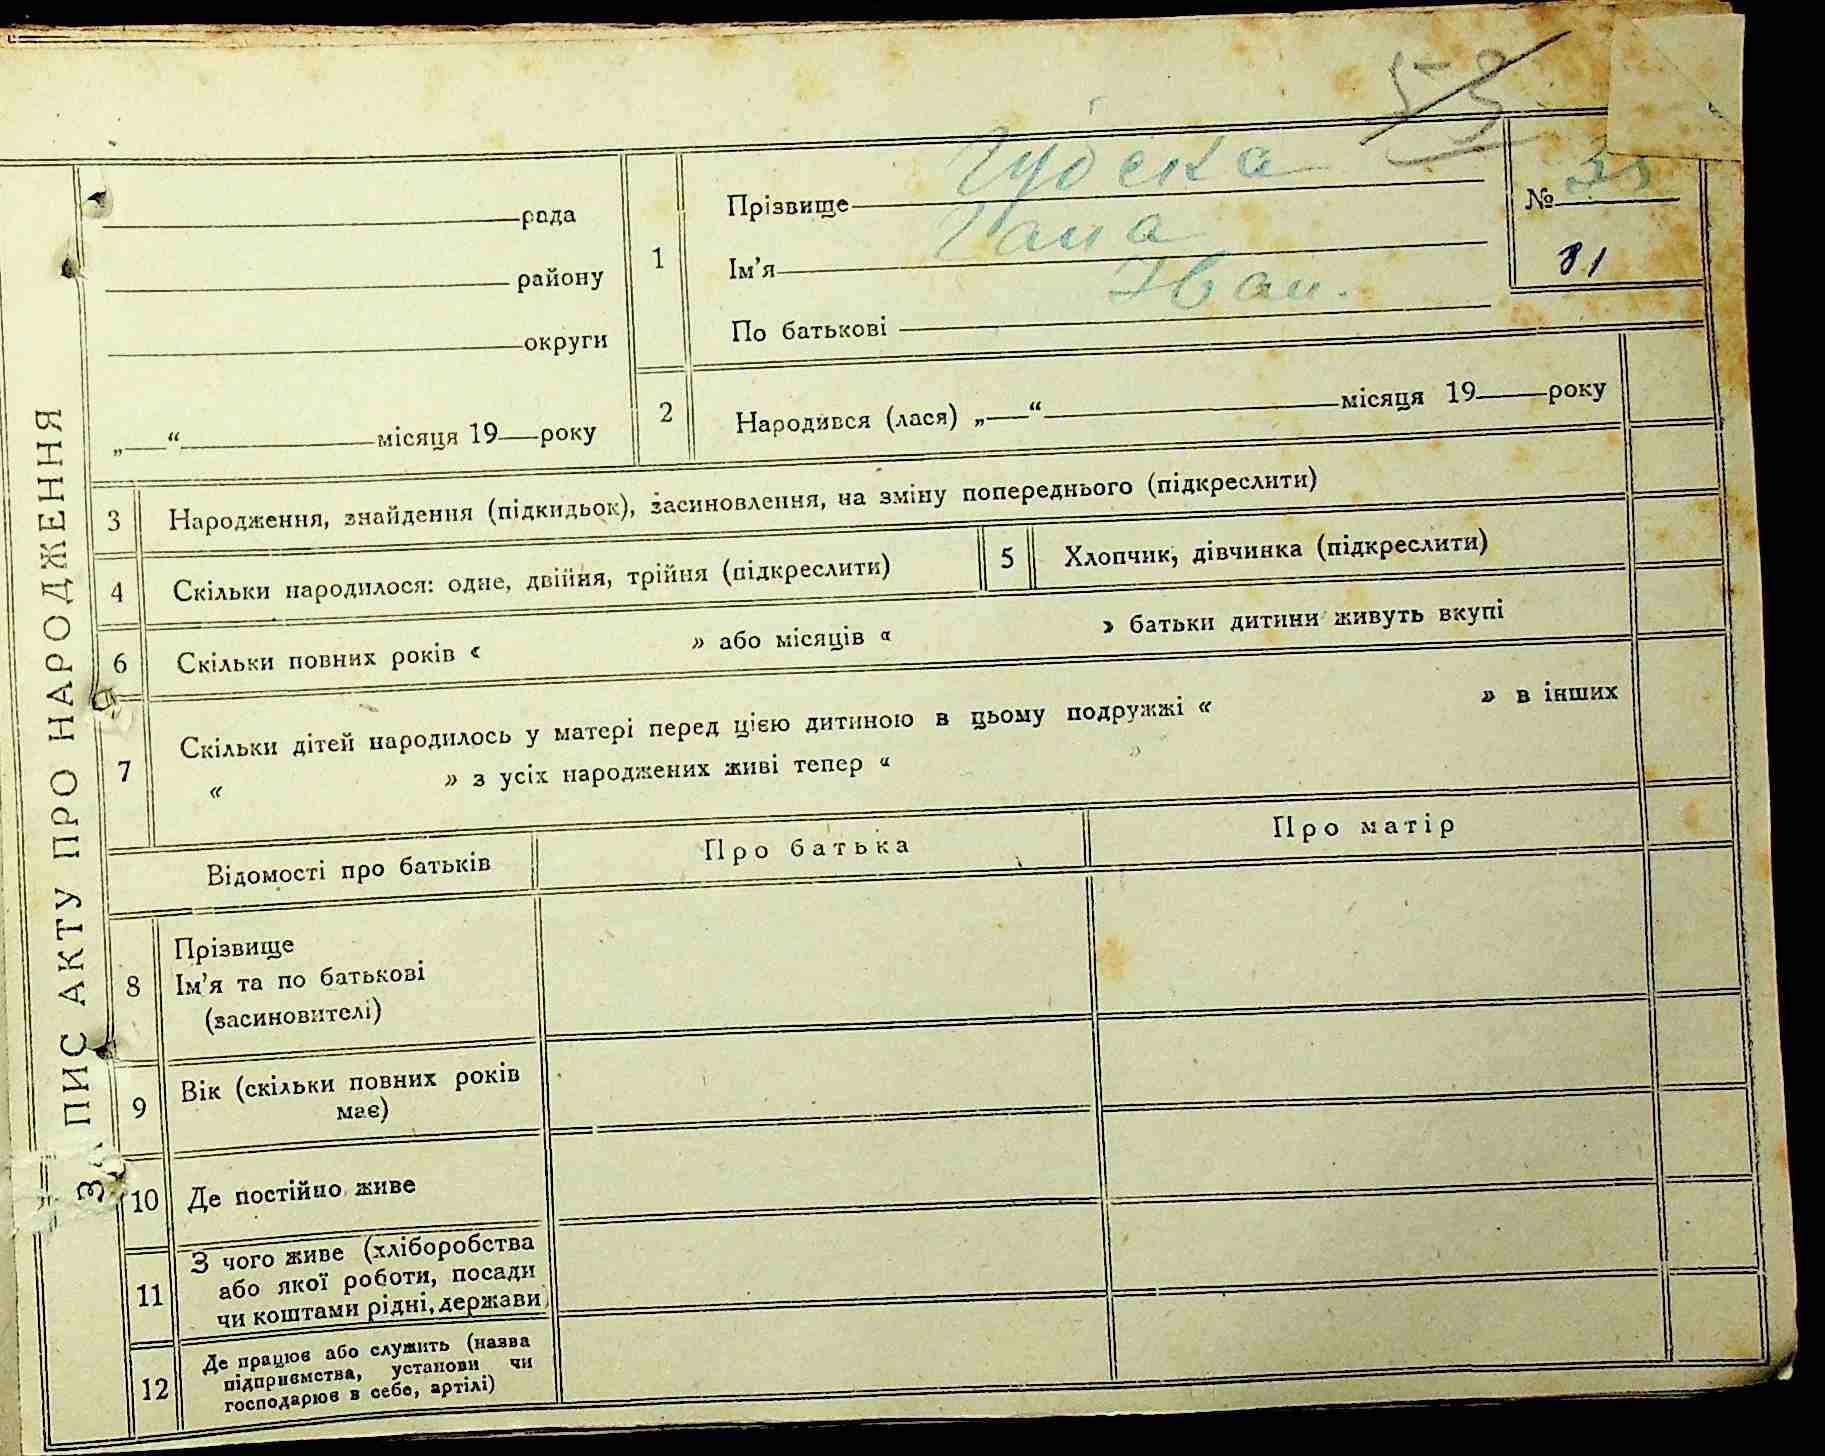 ЗАПИС АКТУ ПРО НАРОДЖЕННЯ
53
рада
району
округи
„ “ місяця 19 року
1
Прізвище
Ім’я Гана
По батькові Іван.
№ 35
81
2
Народився (лася) „ “ місяця 19 року
3
Народження, знайдення (підкидьок), засиновлення, на зміну попереднього (підкреслити)
4
Скільки народилося: одне, двійня, трійня (підкреслити)
5
Хлопчик, дівчинка (підкреслити)
6
Скільки повних років « » або місяців « » батьки дитини живуть вкупі
7
Скільки дітей народилось у матері перед цією дитиною в цьому подружжі « » в інших
« » з усіх народжених живі тепер « »
Відомості про батьків
Про батька
Про матір
8
Прізвище
Ім’я та по батькові
(засиновителі)
9
Вік (скільки повних років
має)
10
Де постійно живе
11
З чого живе (хліборобства
або якої роботи, посади
чи коштами рідні, держави
12
Де працює або служить (назва
підприємства, установи чи
господарює в себе, артілі)